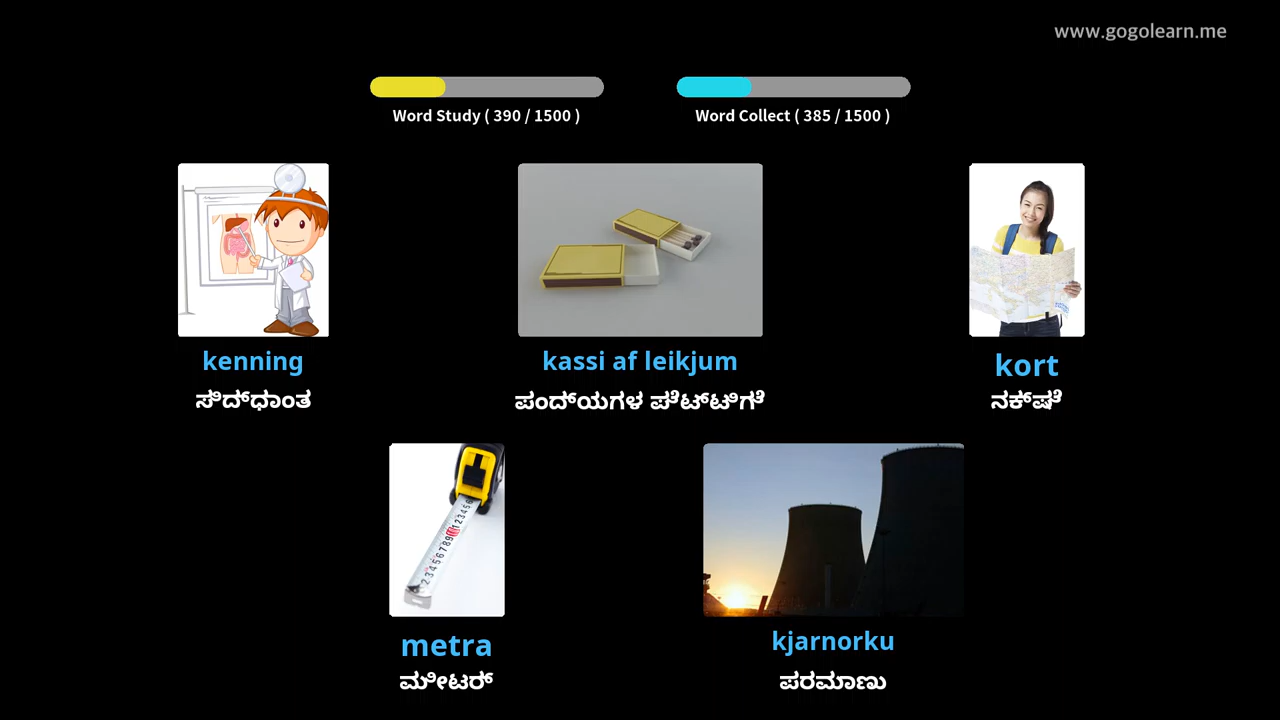 www.gogolearn.me
Word Study ( 390 / 1500 )
Word Collect ( 385 / 1500 )
kenning
ಸಿದ್ಧಾಂತ
kassi af leikjum
ಪಂದ್ಯಗಳ ಪೆಟ್ಟಿಗೆ
kort
ನಕ್ಷೆ
metra
ಮೀಟರ್
kjarnorku
ಪರಮಾಣು